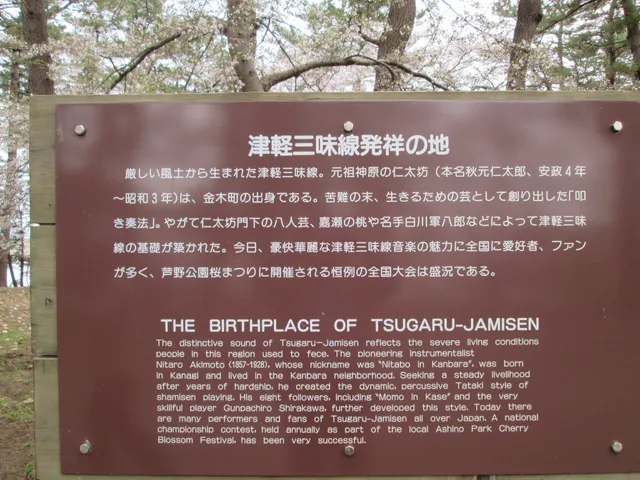 津軽三味線発祥の地
厳しい風土から生まれた津軽三味線。元祖神原の仁太坊(本名秋元仁太郎、安政4年
~昭和3年)は、金木町の出身である。苦難の末、生きるための芸として創り出した「叩
き奏法」。やがて仁太坊門下の八人芸、嘉瀬の桃や名手白川軍八郎などによって津軽三味
線の基礎が築かれた。今日、豪快華麗な津軽三味線音楽の魅力に全国に愛好者、ファン
が多く、芦野公園桜まつりに開催される恒例の全国大会は盛況である。
THE BIRTHPLACE OF TSUGARU-JAMISEN
The distinctive sound of Tsugaru-Jamisen reflects the severe living conditions
people in this region used to fece. The pioneering instrumentalist
Nitaro Akimoto (1857-1928), whose nickname was "Nitabo in Kanbara", was born
in Kanagi and lived in the Kanbara neighborhood. Seeking a steady livelihood
after years of hardship, he created the dynamic, percussive Tataki style of
shamisen playing. His eight followers, including "Momo in Kase" and the very
skillful player Gunpachiro Shirakawa, further developed this style. Today there
are many performers and fans of Tsugaru-Jamisen all over Japan. A national
championship contest, held annually as part of the local Ashino Park Cherry
Blossom Festival, has been very successful.